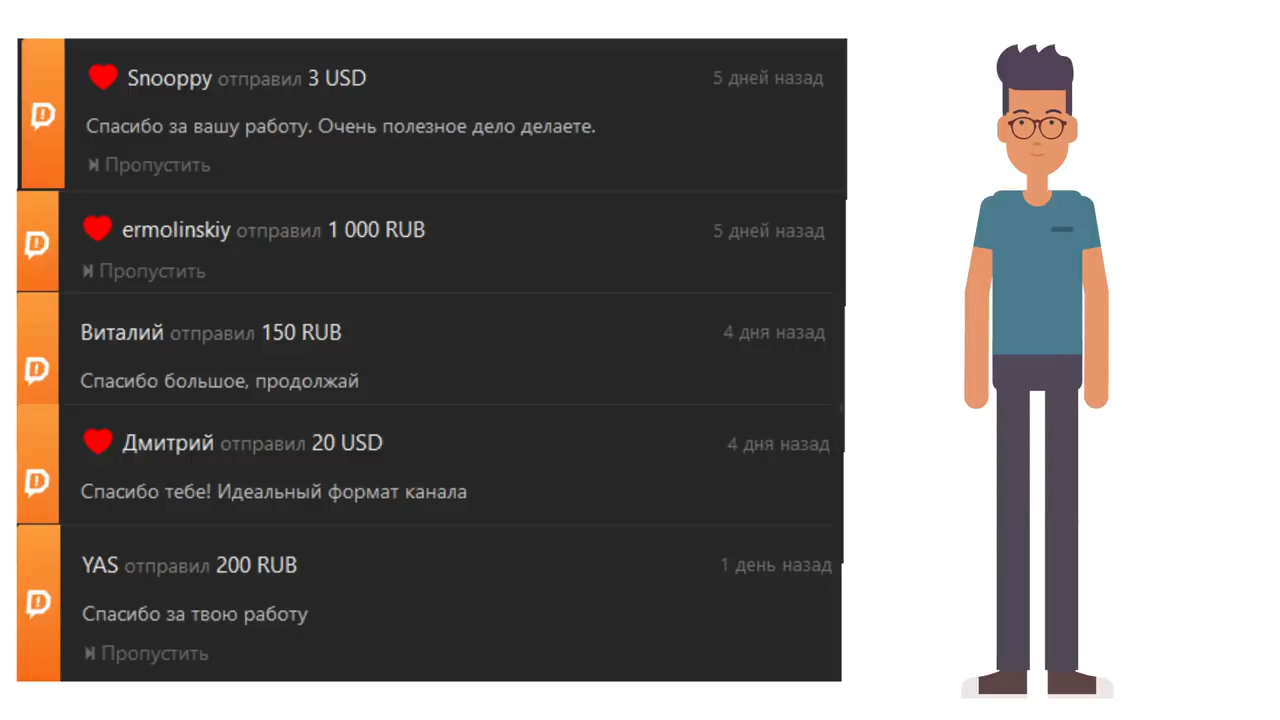 Snooppy отправил 3 USD 5 дней назад
Спасибо за вашу работу. Очень полезное дело делаете.
Пропустить
ermolinskiy отправил 1 000 RUB 5 дней назад
Пропустить
Виталий отправил 150 RUB 4 дня назад
Спасибо большое, продолжай
Дмитрий отправил 20 USD 4 дня назад
Спасибо тебе! Идеальный формат канала
YAS отправил 200 RUB 1 день назад
Спасибо за твою работу
Пропустить